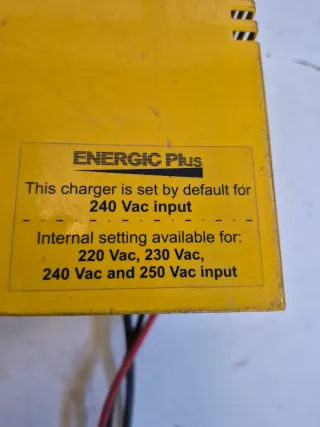 ENERGIC Plus
This charger is set by default for
240 Vac input
Internal setting available for:
220 Vac, 230 Vac,
240 Vac and 250 Vac input